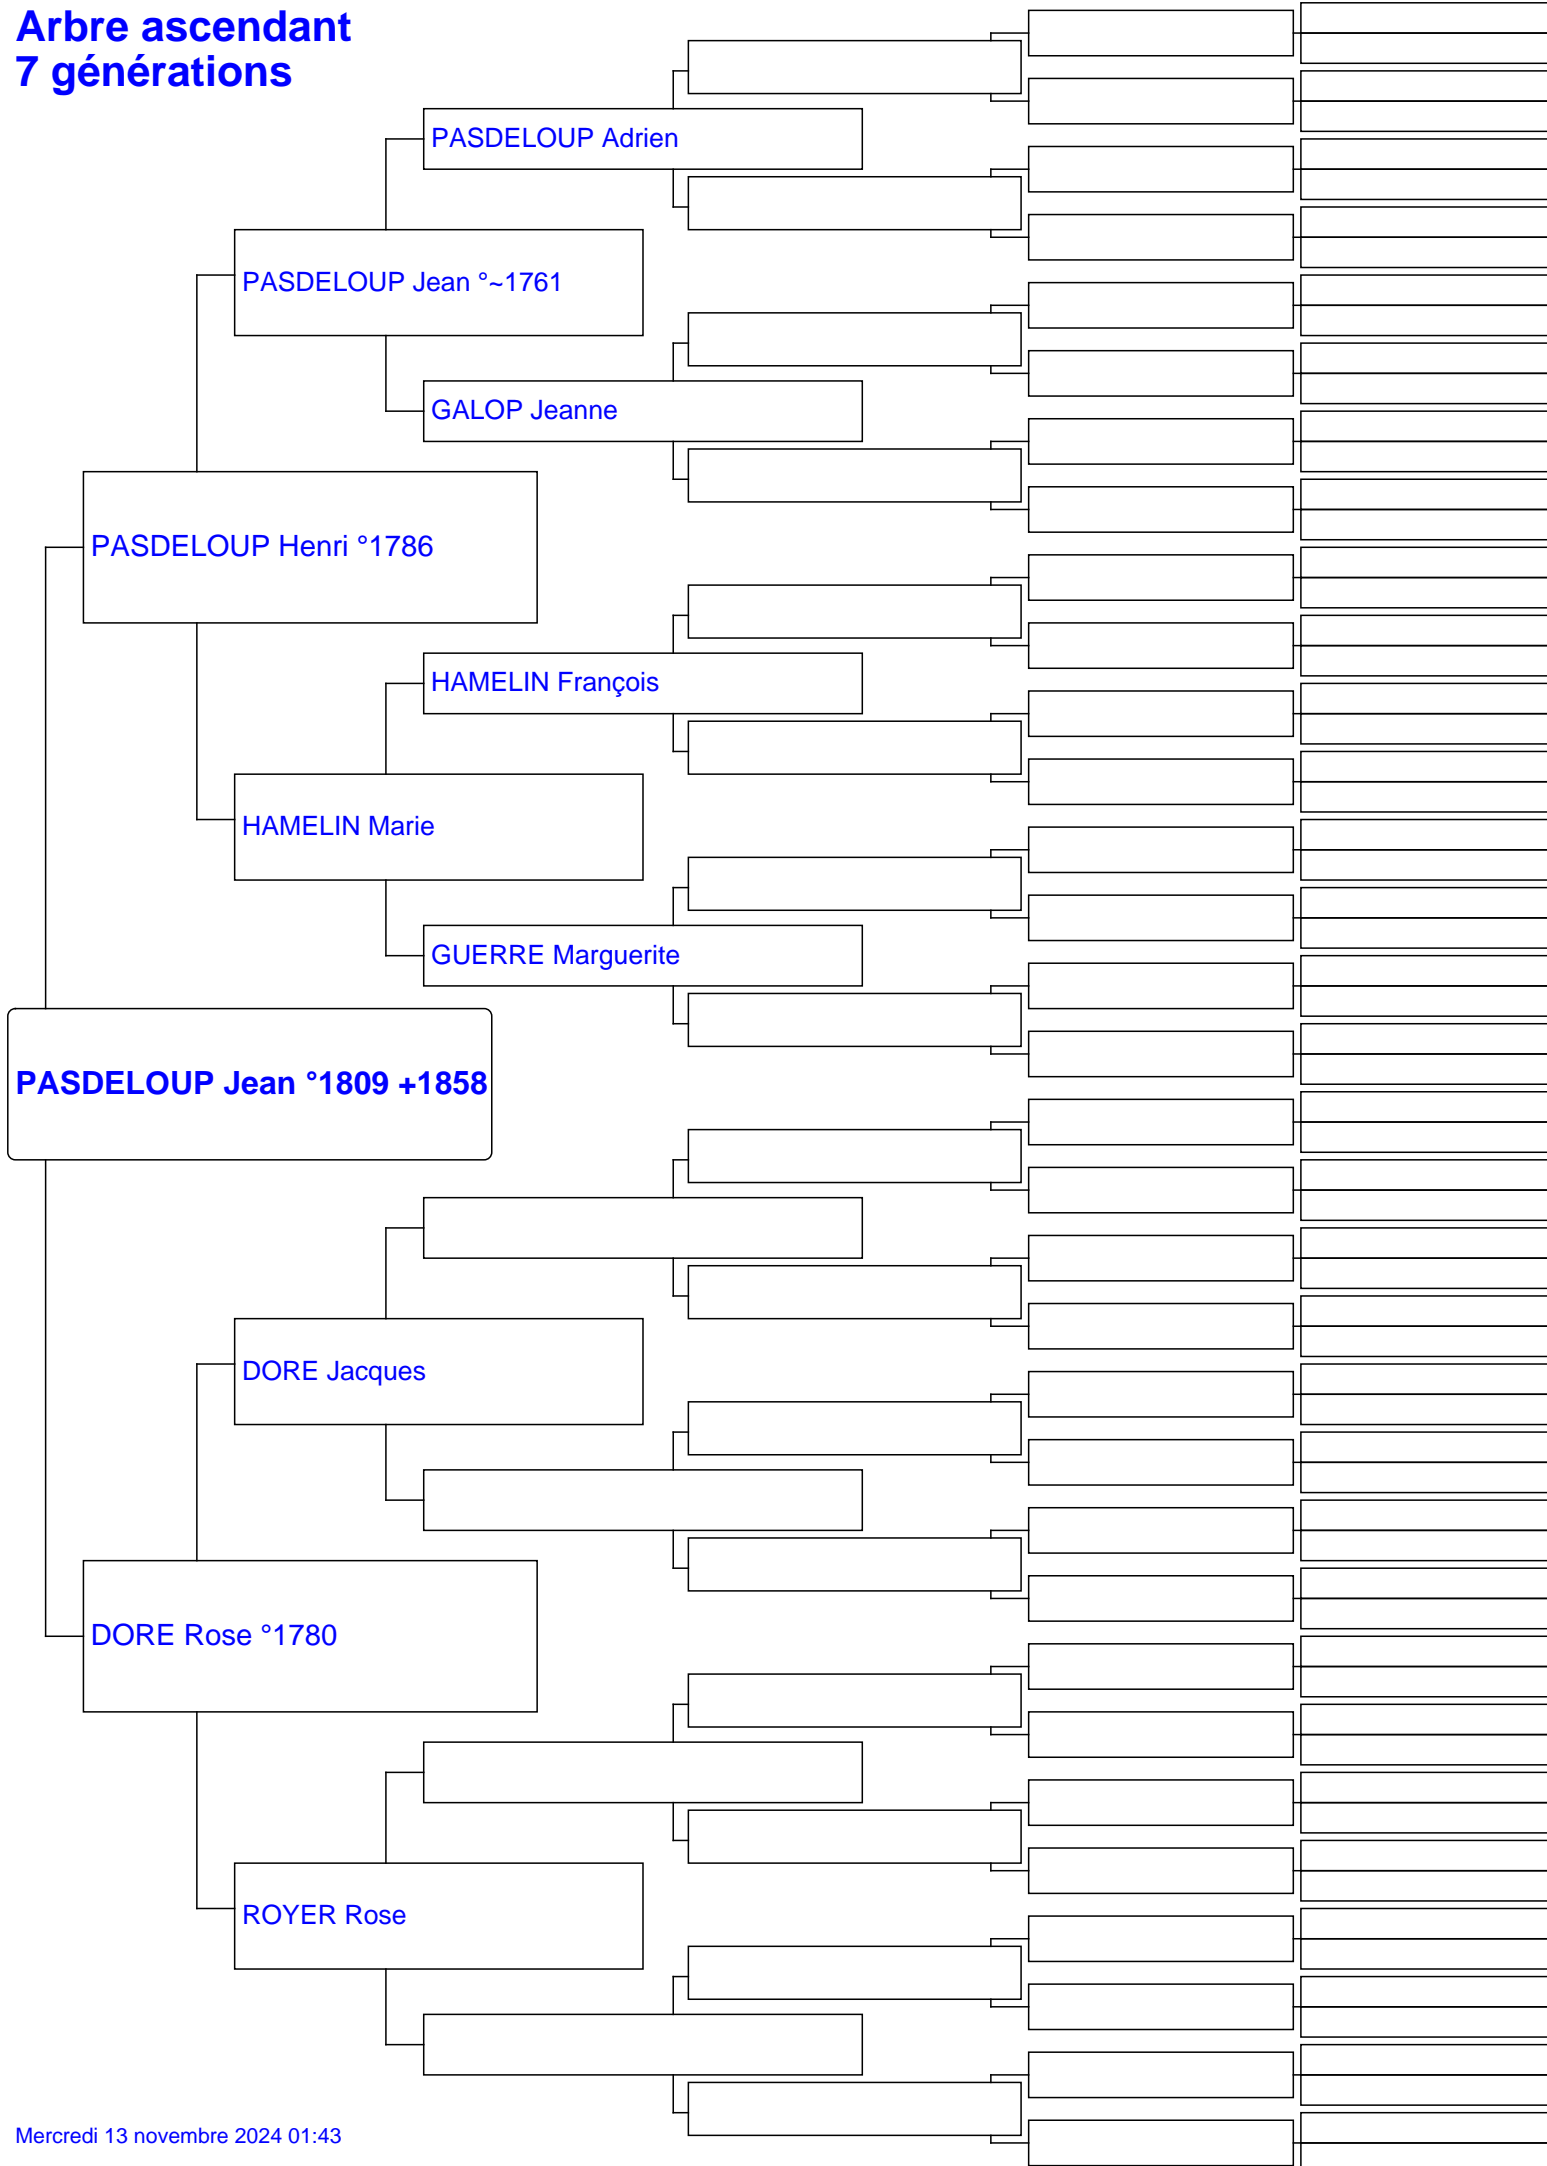 Arbre ascendant
7 générations
PASDELOUP Adrien
PASDELOUP Jean °~1761
GALOP Jeanne
PASDELOUP Henri °1786
HAMELIN François
HAMELIN Marie
GUERRE Marguerite
PASDELOUP Jean °1809 +1858
DORE Jacques
DORE Rose °1780
ROYER Rose
Mercredi 13 novembre 2024 01:43